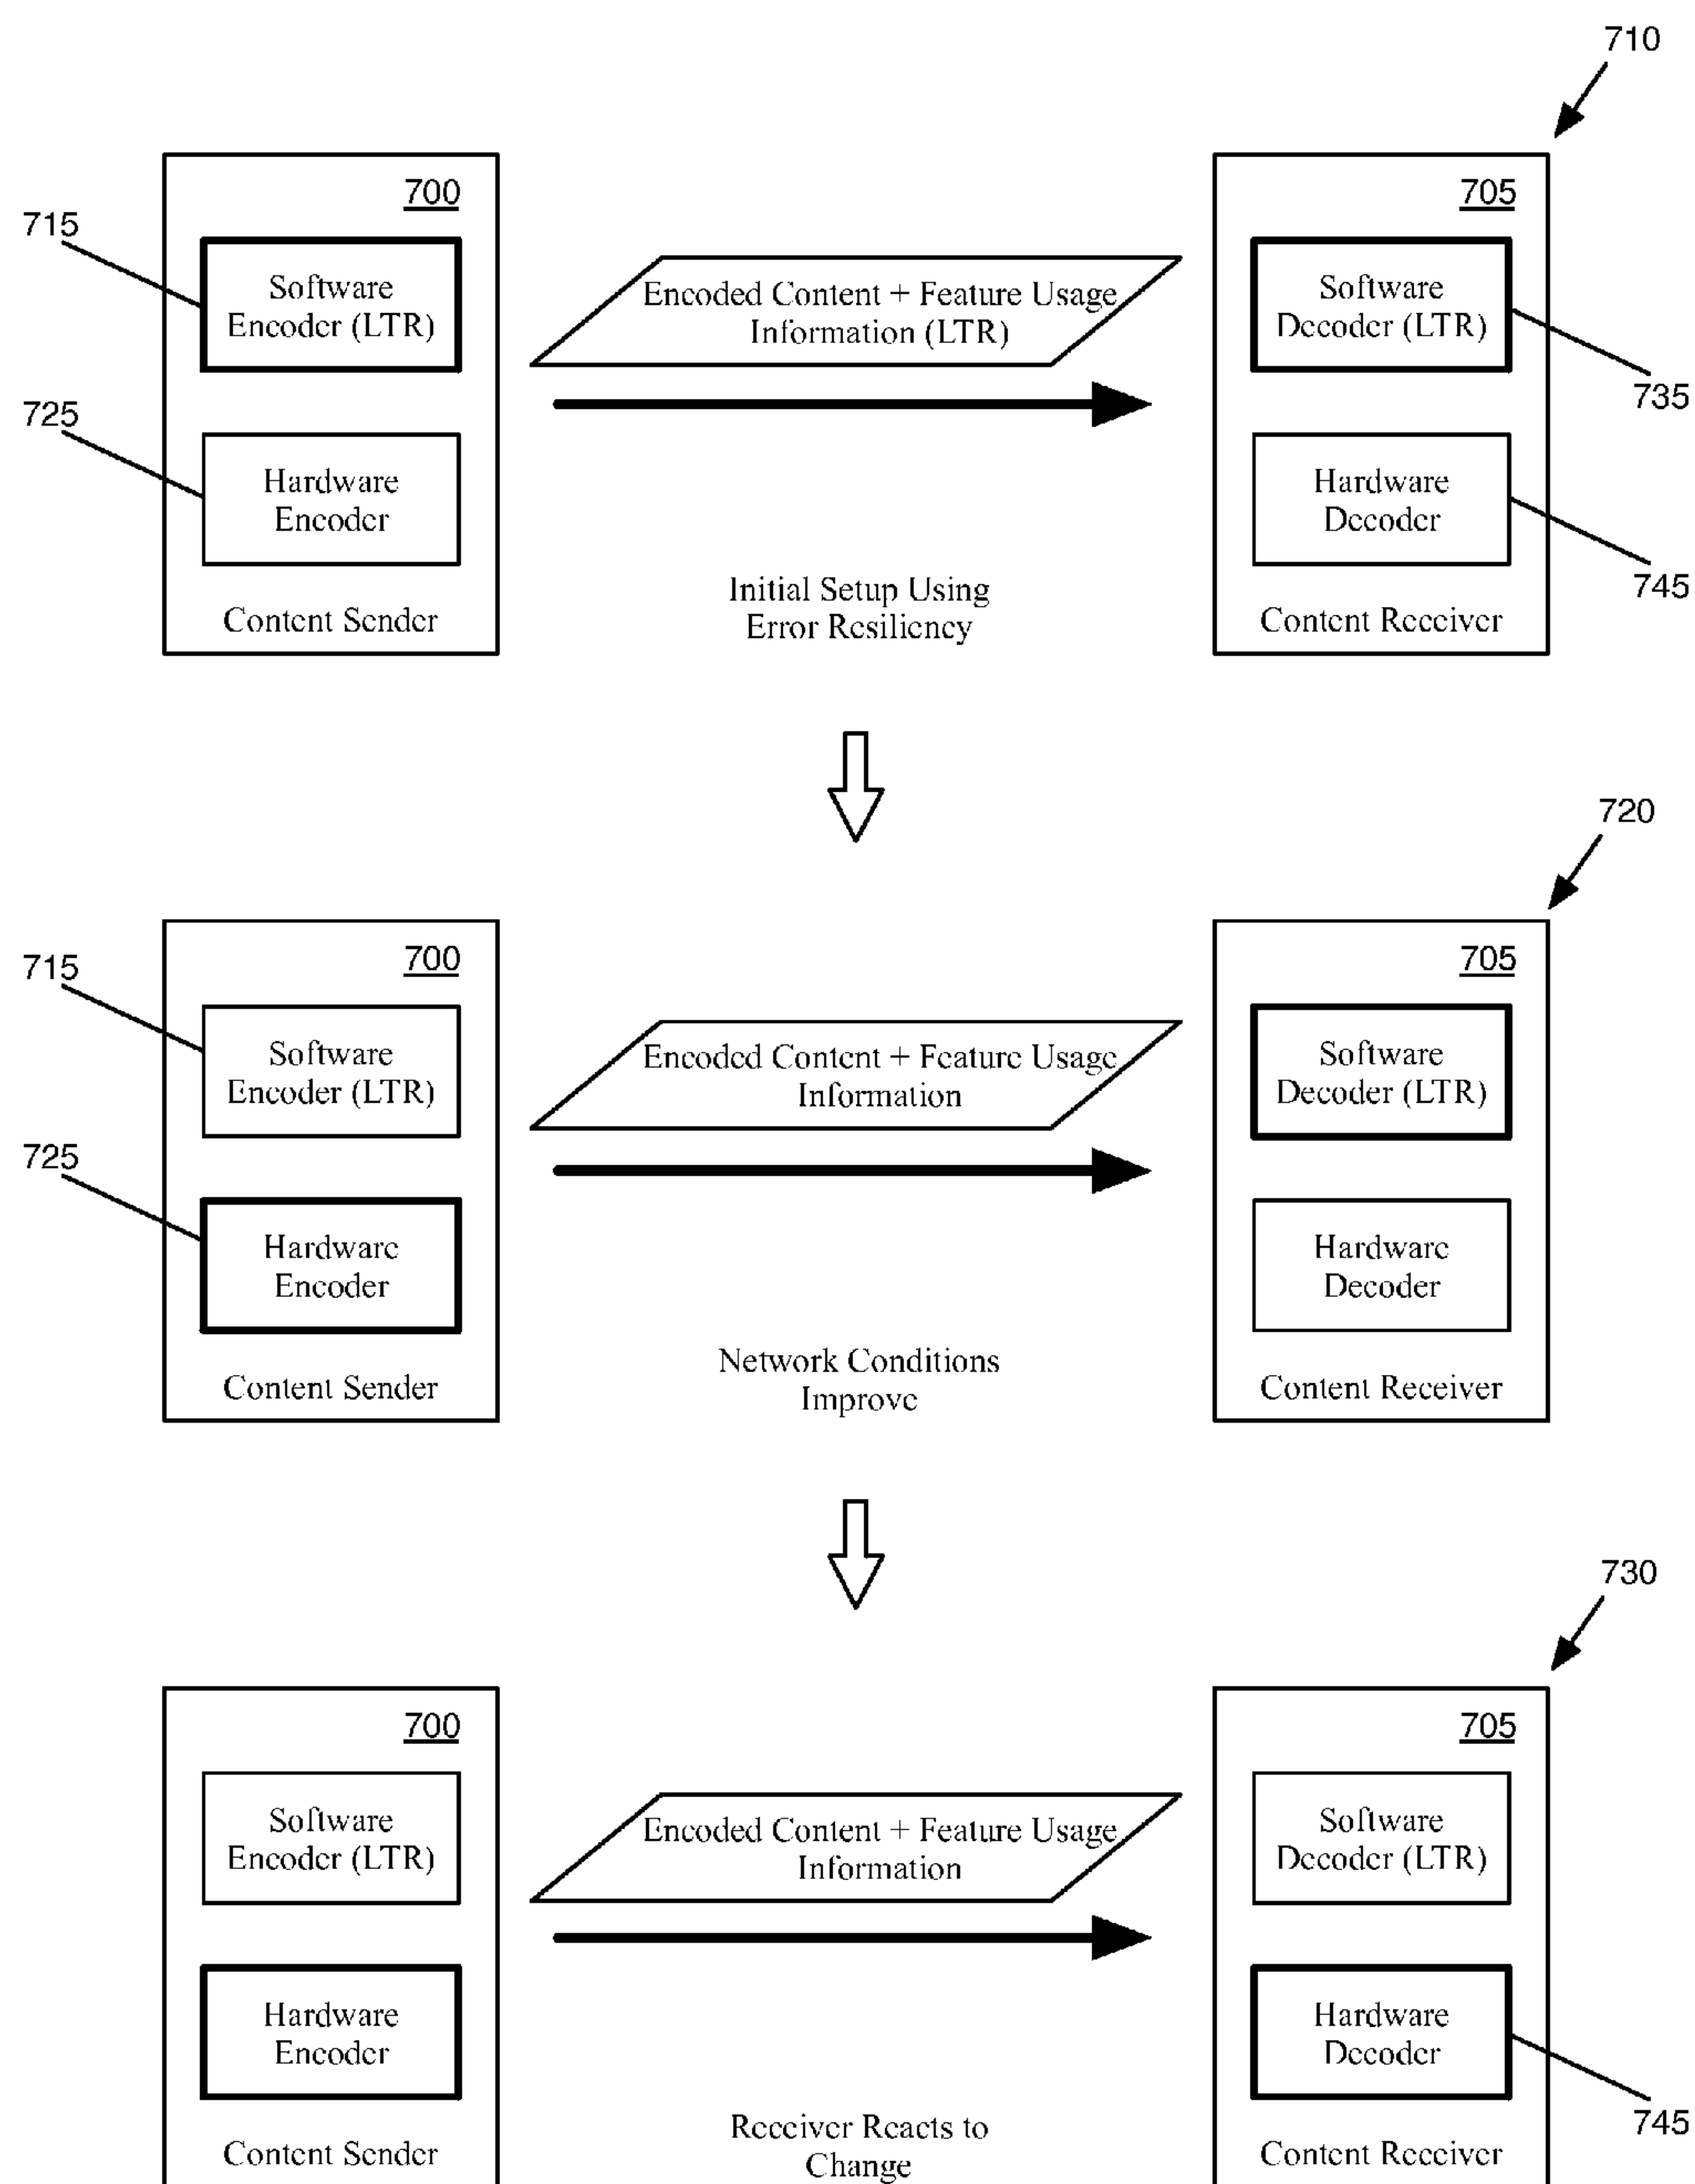 710
700
705
715
Software
Encoder (LTR)
Encoded Content + Feature Usage
Information (LTR)
Software
Decoder (LTR)
735
725
Hardware
Encoder
Hardware
Decoder
745
Initial Setup Using
Error Resiliency
Content Sender
Content Receiver
720
700
705
715
Software
Encoder (LTR)
Encoded Content + Feature Usage
Information
Software
Decoder (LTR)
725
Hardware
Encoder
Hardware
Decoder
Network Conditions
Improve
Content Sender
Content Receiver
730
700
705
Software
Encoder (LTR)
Encoded Content + Feature Usage
Information
Software
Decoder (LTR)
Hardware
Encoder
Hardware
Decoder
745
Receiver Reacts to
Change
Content Sender
Content Receiver